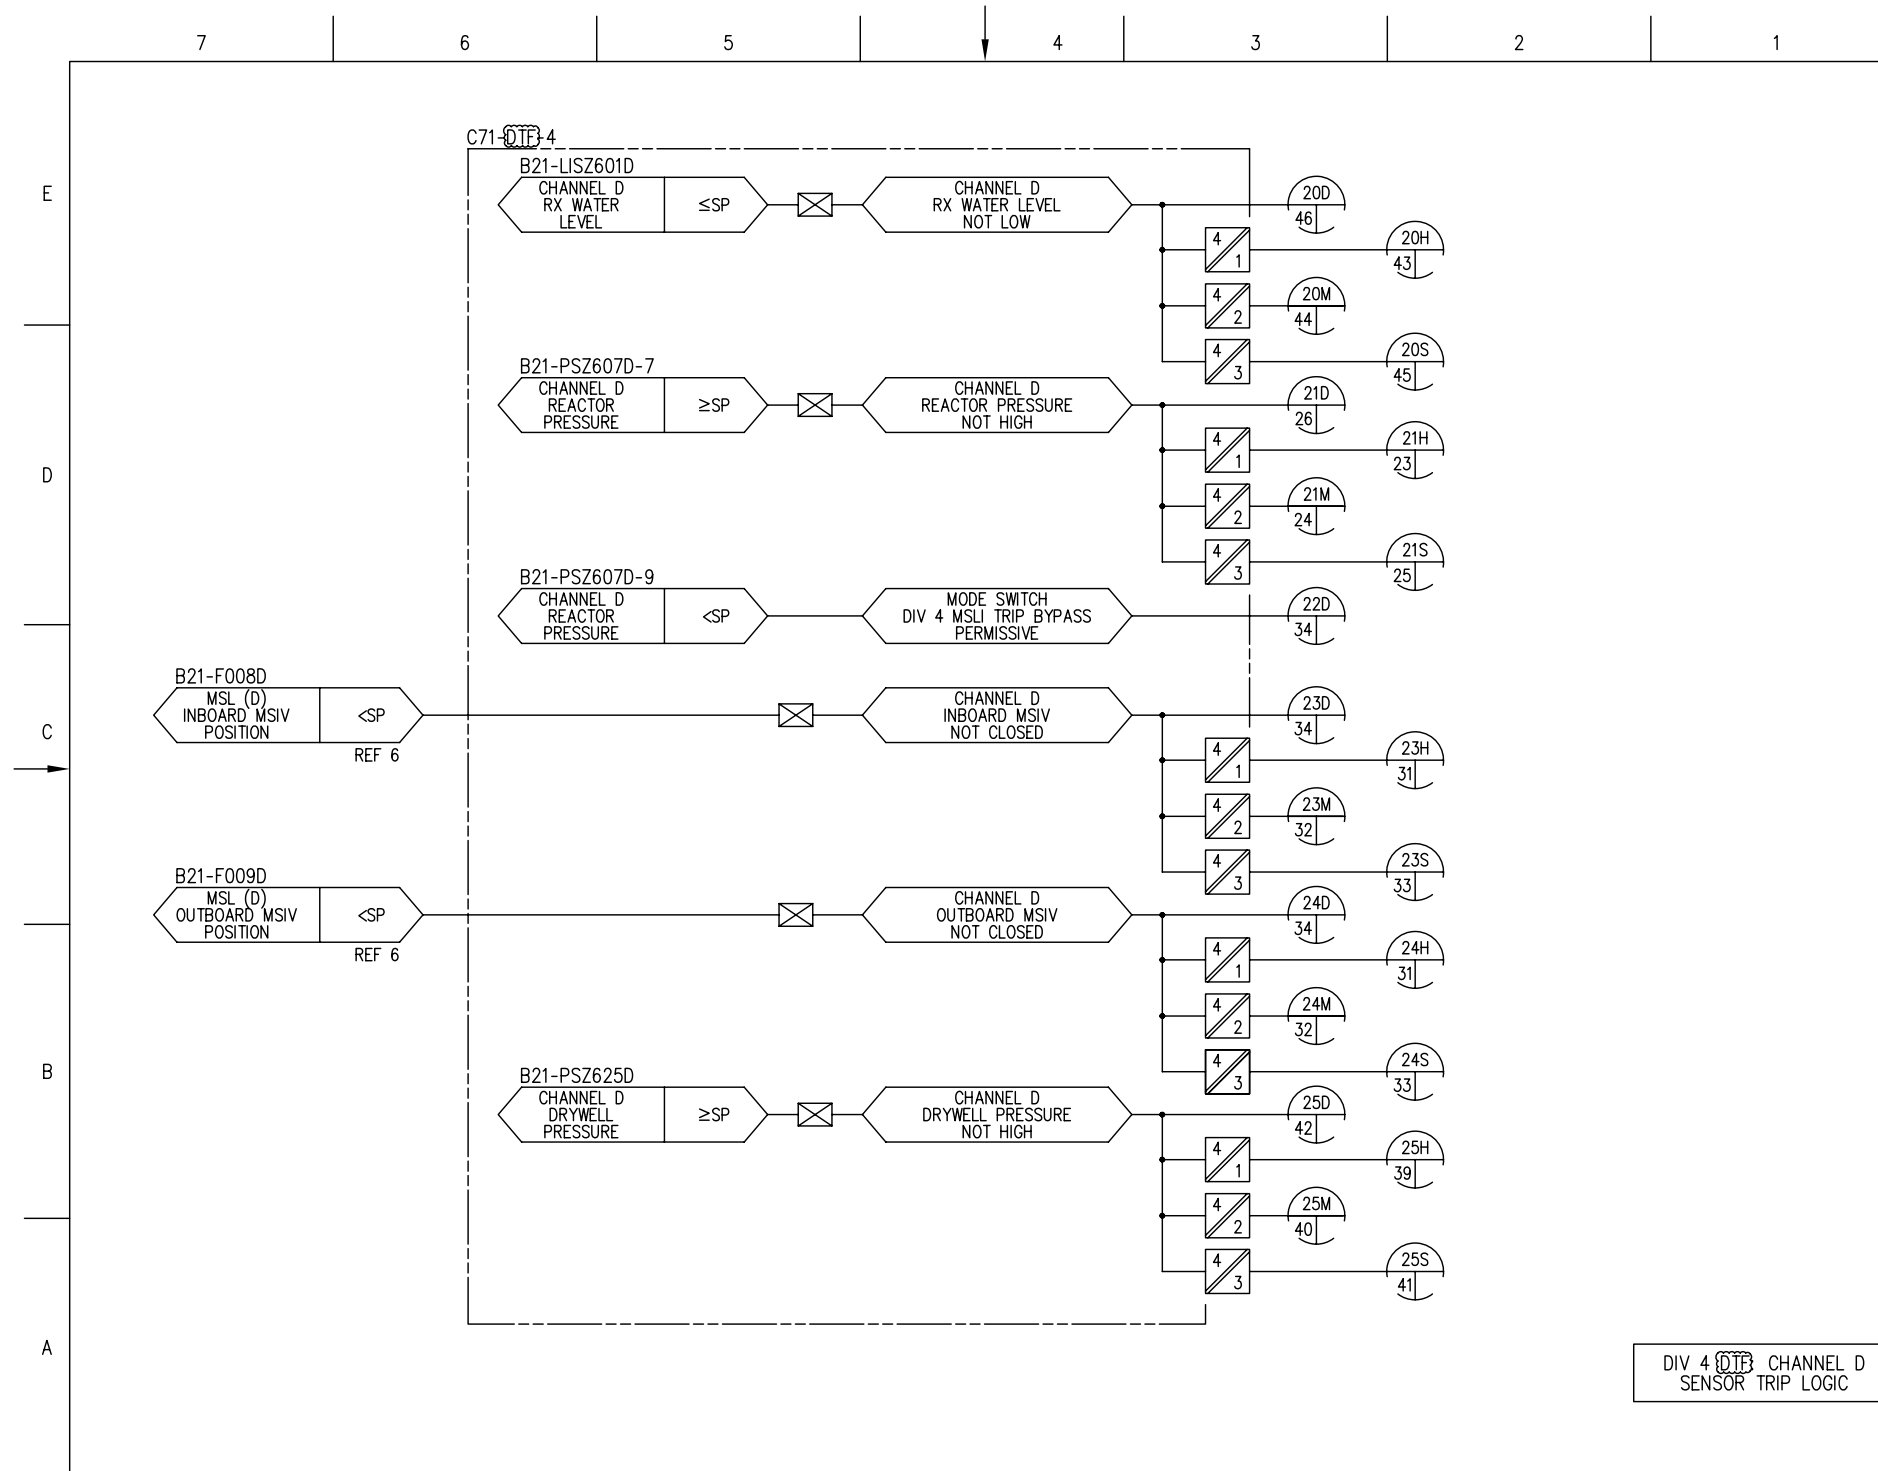 7 6 5 4 3 2 1
C71-DTF-4
B21-LISZ601D
CHANNEL D
RX WATER
LEVEL
≤SP
CHANNEL D
RX WATER LEVEL
NOT LOW
20D
46
E
4
1
20H
43
4
2
20M
44
4
3
20S
45
B21-PSZ607D-7
CHANNEL D
REACTOR
PRESSURE
≥SP
CHANNEL D
REACTOR PRESSURE
NOT HIGH
21D
26
4
1
21H
23
D
4
2
21M
24
4
3
21S
25
B21-PSZ607D-9
CHANNEL D
REACTOR
PRESSURE
<SP
MODE SWITCH
DIV 4 MSLI TRIP BYPASS
PERMISSIVE
22D
34
B21-F008D
MSL (D)
INBOARD MSIV
POSITION
<SP
REF 6
CHANNEL D
INBOARD MSIV
NOT CLOSED
23D
34
C
4
1
23H
31
4
2
23M
32
4
3
23S
33
B21-F009D
MSL (D)
OUTBOARD MSIV
POSITION
<SP
REF 6
CHANNEL D
OUTBOARD MSIV
NOT CLOSED
24D
34
4
1
24H
31
4
2
24M
32
B
4
3
24S
33
B21-PSZ625D
CHANNEL D
DRYWELL
PRESSURE
≥SP
CHANNEL D
DRYWELL PRESSURE
NOT HIGH
25D
42
4
1
25H
39
4
2
25M
40
4
3
25S
41
A
DIV 4 DTF CHANNEL D
SENSOR TRIP LOGIC